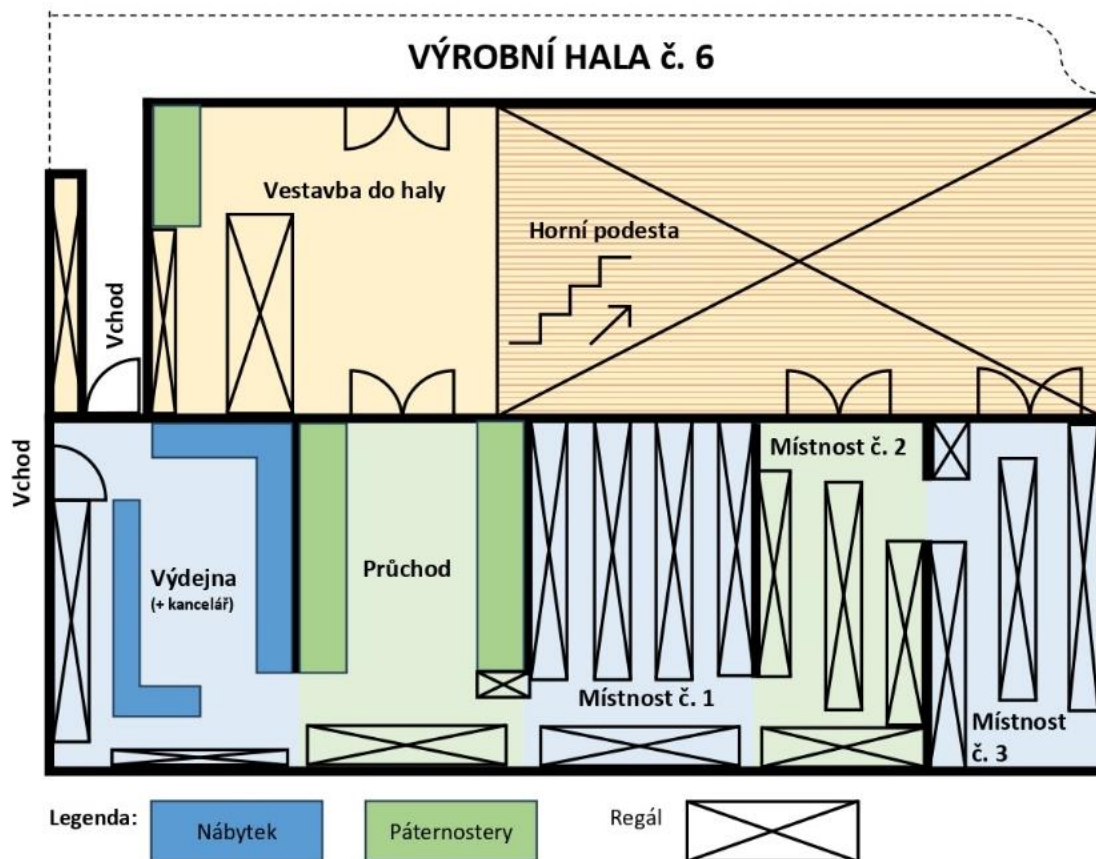 VÝROBNÍ HALA č. 6
Vestavba do haly
Horní podesta
Vchod
Vchod
Místnost č. 2
Výdejna
(+ kancelář)
Průchod
Místnost č. 1
Místnost
č. 3
Legenda:
Nábytek
Páternostery
Regál